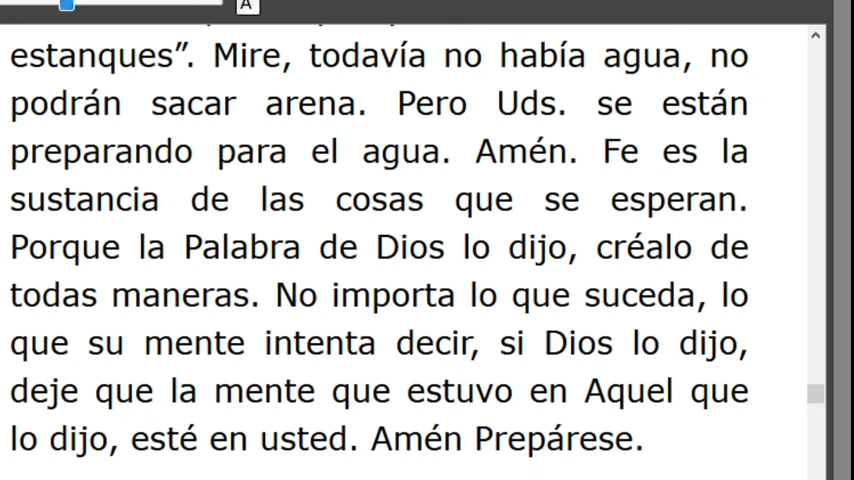 A
estanques”. Mire, todavía no había agua, no
podrán sacar arena. Pero Uds. se están
preparando para el agua. Amén. Fe es la
sustancia de las cosas que se esperan.
Porque la Palabra de Dios lo dijo, créalo de
todas maneras. No importa lo que suceda, lo
que su mente intenta decir, si Dios lo dijo,
deje que la mente que estuvo en Aquel que
lo dijo, esté en usted. Amén Prepárese.